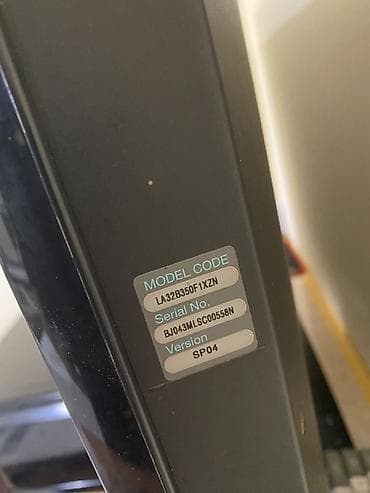 MODEL CODE
LA32B350F1XZN
Serial No.
BJ043MLSC00558N
Version
SP04